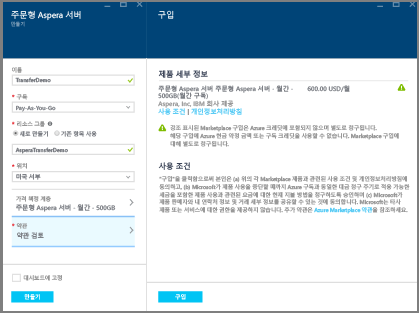 주문형 Aspera 서버
만들기
이름
TransferDemo
* 구독
Pay-As-You-Go
* 리소스 그룹
새로 만들기 기존 항목 사용
AsperaTransferDemo
* 위치
미국 서부
가격 책정 계층
주문형 Aspera 서버 - 월간 - 500GB
* 약관
약관 검토
대시보드에 고정
만들기
구입
제품 세부 정보
주문형 Aspera 서버 주문형 Aspera 서버 - 월간 - 600.00 USD/월
500GB(월간 구독)
Aspera, Inc, IBM 회사 제공
사용 조건 | 개인정보처리방침
강조 표시된 Marketplace 구입은 Azure 크레딧에 포함되지 않으며 별도로 청구됩니다.
해당 구입에 Azure 현금 약정 금액 또는 구독 크레딧을 사용할 수 없습니다. Marketplace 구입에
대해 별도로 청구됩니다.
사용 조건
"구입"을 클릭함으로써 본인은 (a) 위의 각 Marketplace 제품과 관련된 사용 조건 및 개인정보처리방침에
동의하고, (b) Microsoft가 제품 사용을 중단할 때까지 Azure 구독과 동일한 대금 청구 주기로 적용 가능한
세금을 포함한 제품 사용과 관련된 요금에 대한 현재 지불 방법을 청구하도록 승인하며 (c) Microsoft가
제품 판매자와 내 연락처 정보 및 거래 세부 정보를 공유할 수 있는 것에 동의합니다. Microsoft는 타사
제품 또는 서비스에 대한 권한을 제공하지 않습니다. 추가 약관은 Azure Marketplace 약관을 참조하세요.
구입